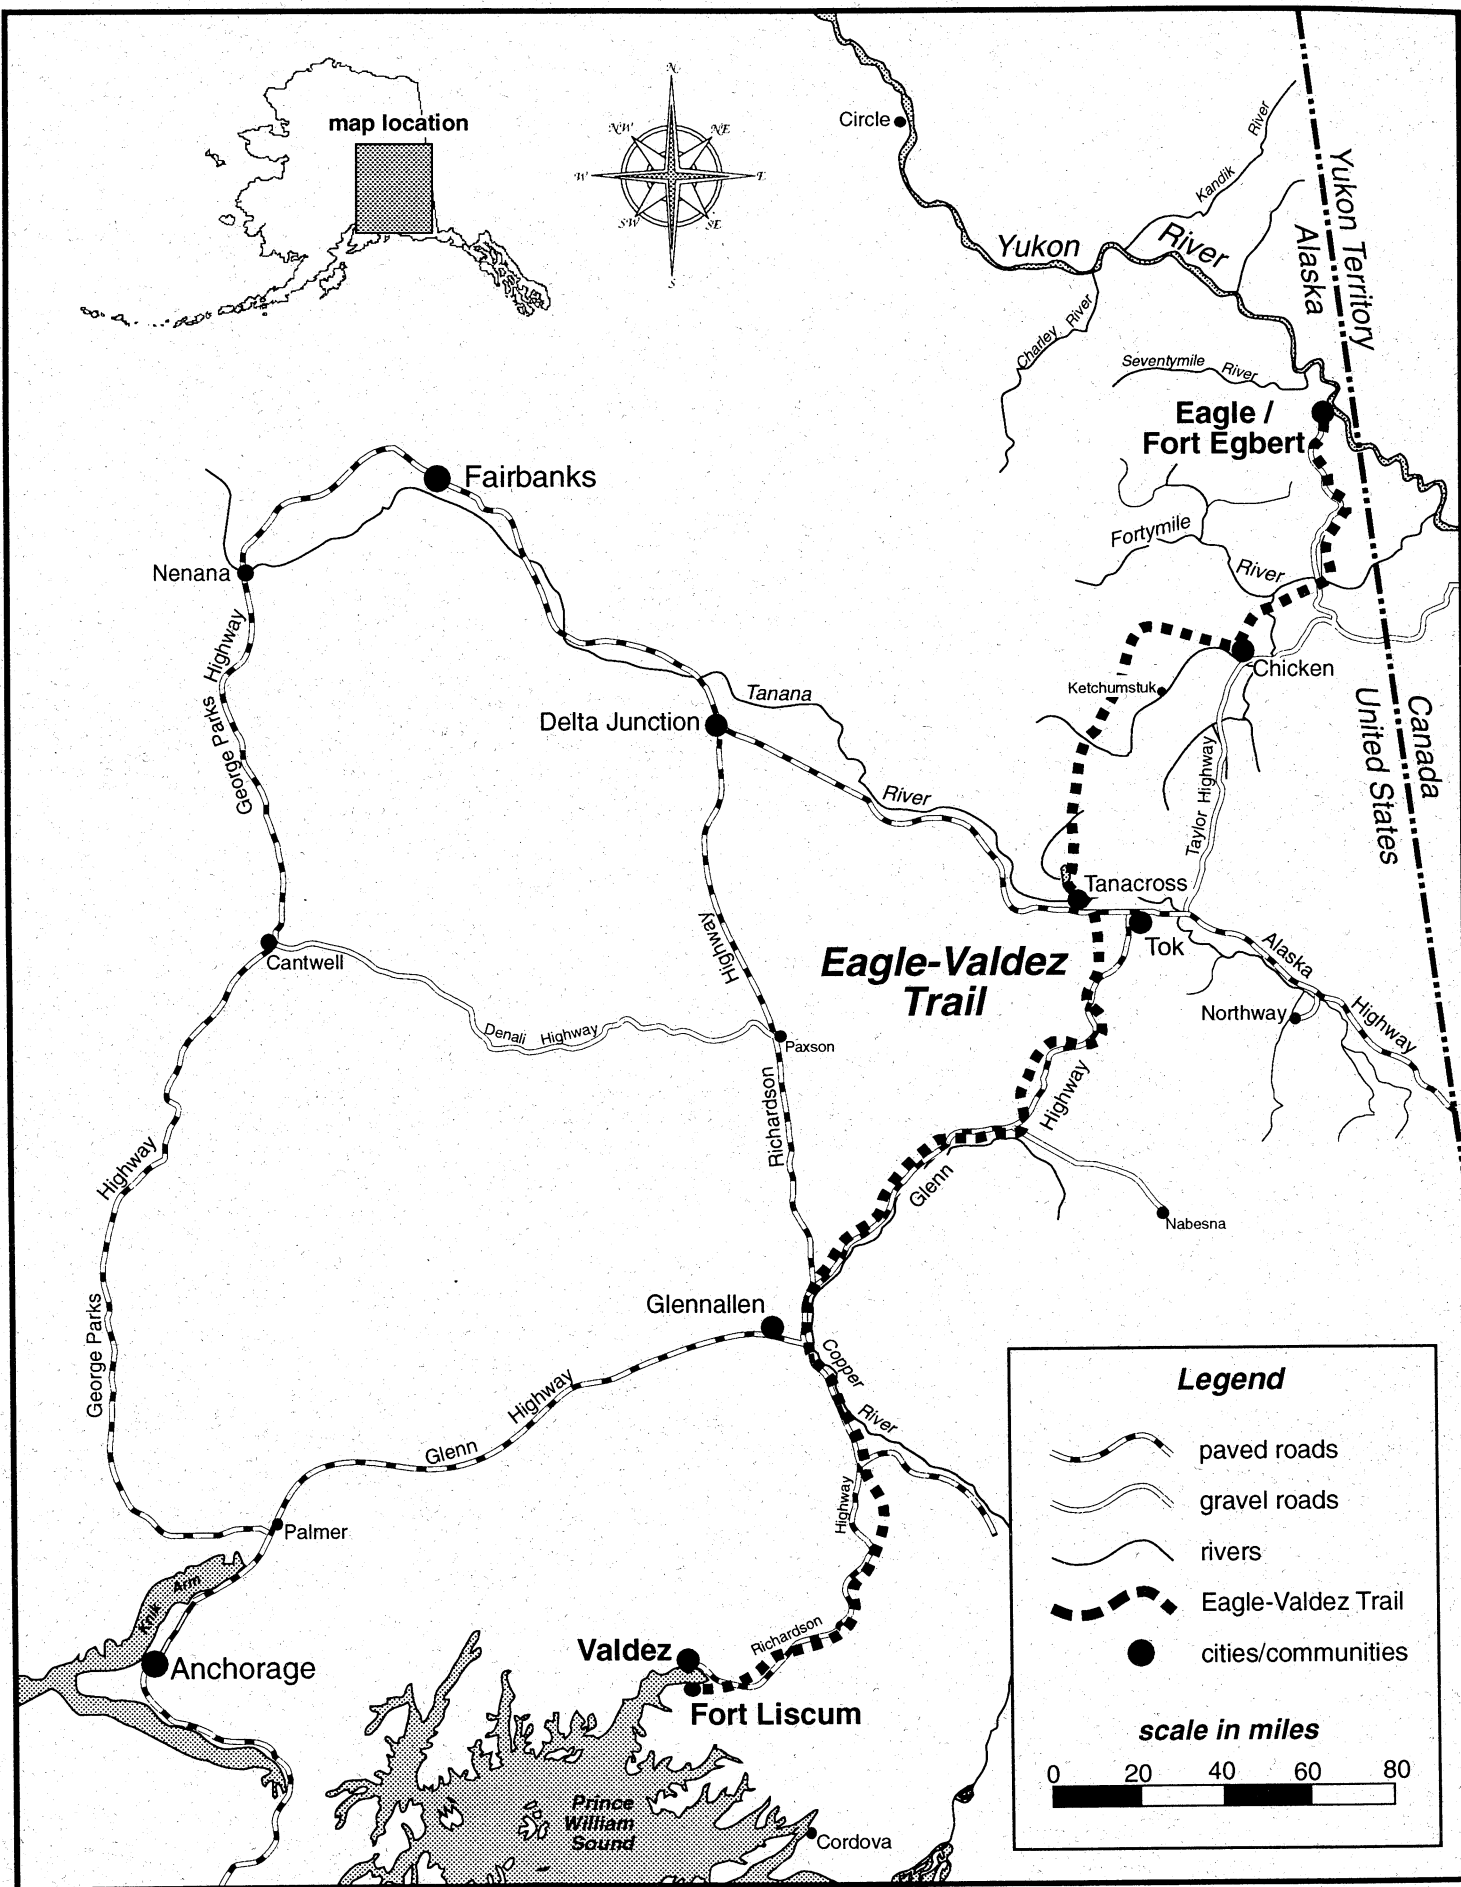 map location
N
NW
NE
W
E
SW
SE
S
Circle
Kandik
River
Yukon
River
Yukon Territory
Alaska
Charley
River
Seventymile
River
Eagle /
Fort Egbert
Fairbanks
Fortymile
River
Nenana
George Parks
Highway
Chicken
Ketchumstuk
Tanana
Delta Junction
River
Taylor Highway
Canada
United States
Tanacross
Tok
Highway
Eagle-Valdez
Trail
Alaska
Highway
Northway
Cantwell
Denali
Highway
Paxson
Richardson
Highway
Highway
Glenn
Nabesna
George Parks
Glennallen
Copper
River
Highway
Glenn
Palmer
Highway
Knik
Arm
Anchorage
Valdez
Richardson
Fort Liscum
Prince
William
Sound
Cordova
Legend
paved roads
gravel roads
rivers
Eagle-Valdez Trail
cities/communities
scale in miles
0 20 40 60 80